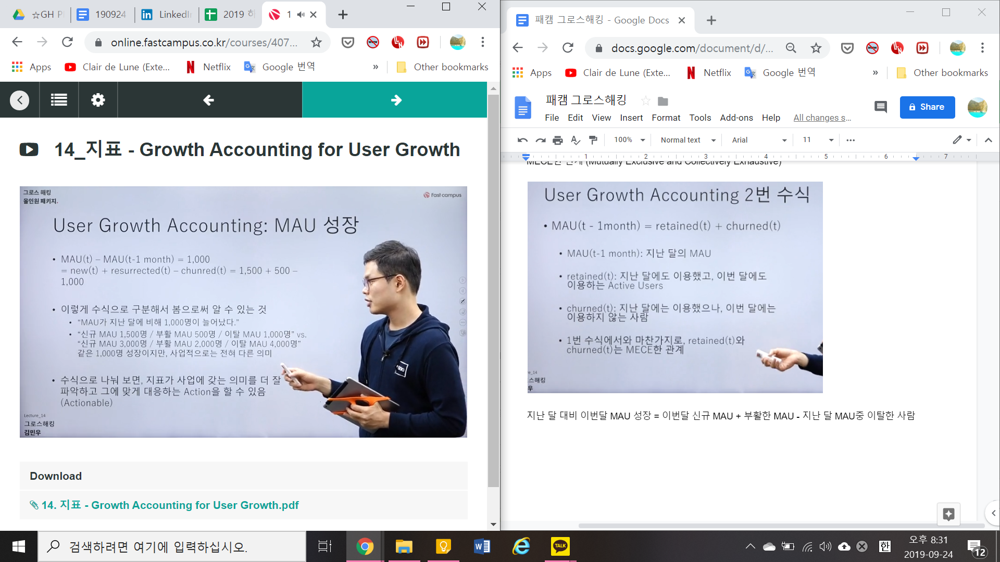 ☆GH P
190924
LinkedIn
2019 하
1
online.fastcampus.co.kr/courses/407...
Apps
Clair de Lune (Exte...
Netflix
Google 번역
»
Other bookmarks
14_지표 - Growth Accounting for User Growth
그로스 해킹
올인원 패키지.
Fast campus
User Growth Accounting: MAU 성장
• MAU(t) – MAU(t-1 month) = 1,000
= new(t) + resurrected(t) – chunred(t) = 1,500 + 500 –
1,000
• 이렇게 수식으로 구분해서 봄으로써 알 수 있는 것
• “MAU가 지난 달에 비해 1,000명이 늘어났다.”
• “신규 MAU 1,500명 / 부활 MAU 500명 / 이탈 MAU 1,000명” vs.
“신규 MAU 3,000명 / 부활 MAU 2,000명 / 이탈 MAU 4,000명”
같은 1,000명 성장이지만, 사업적으로는 전혀 다른 의미
• 수식으로 나눠 보면, 지표가 사업에 갖는 의미를 더 잘
파악하고 그에 맞게 대응하는 Action을 할 수 있음
(Actionable)
Lecture_14
그로스해킹
김민우
Download
14. 지표 - Growth Accounting for User Growth.pdf
패캠 그로스해킹 - Google Docs
docs.google.com/document/d/...
Apps
Clair de Lune (Exte...
Netflix
Google 번역
»
Other bookmarks
패캠 그로스해킹
Share
File Edit View Insert Format Tools Add-ons Help All changes s...
100% Normal text Arial 11
1 2 3 4 5 6 7
MECE한 관계 (Mutually Exclusive and Collectively Exhaustive)
User Growth Accounting 2번 수식
• MAU(t - 1month) = retained(t) + churned(t)
• MAU(t-1 month): 지난 달의 MAU
• retained(t): 지난 달에도 이용했고, 이번 달에도
이용하는 Active Users
• churned(t): 지난 달에는 이용했으나, 이번 달에는
이용하지 않는 사람
• 1번 수식에서와 마찬가지로, retained(t)와
churned(t)는 MECE한 관계
re_14
스해킹
우
지난 달 대비 이번달 MAU 성장 = 이번달 신규 MAU + 부활한 MAU - 지난 달 MAU중 이탈한 사람
검색하려면 여기에 입력하십시오.
TALK
한
오후 8:31
2019-09-24
12